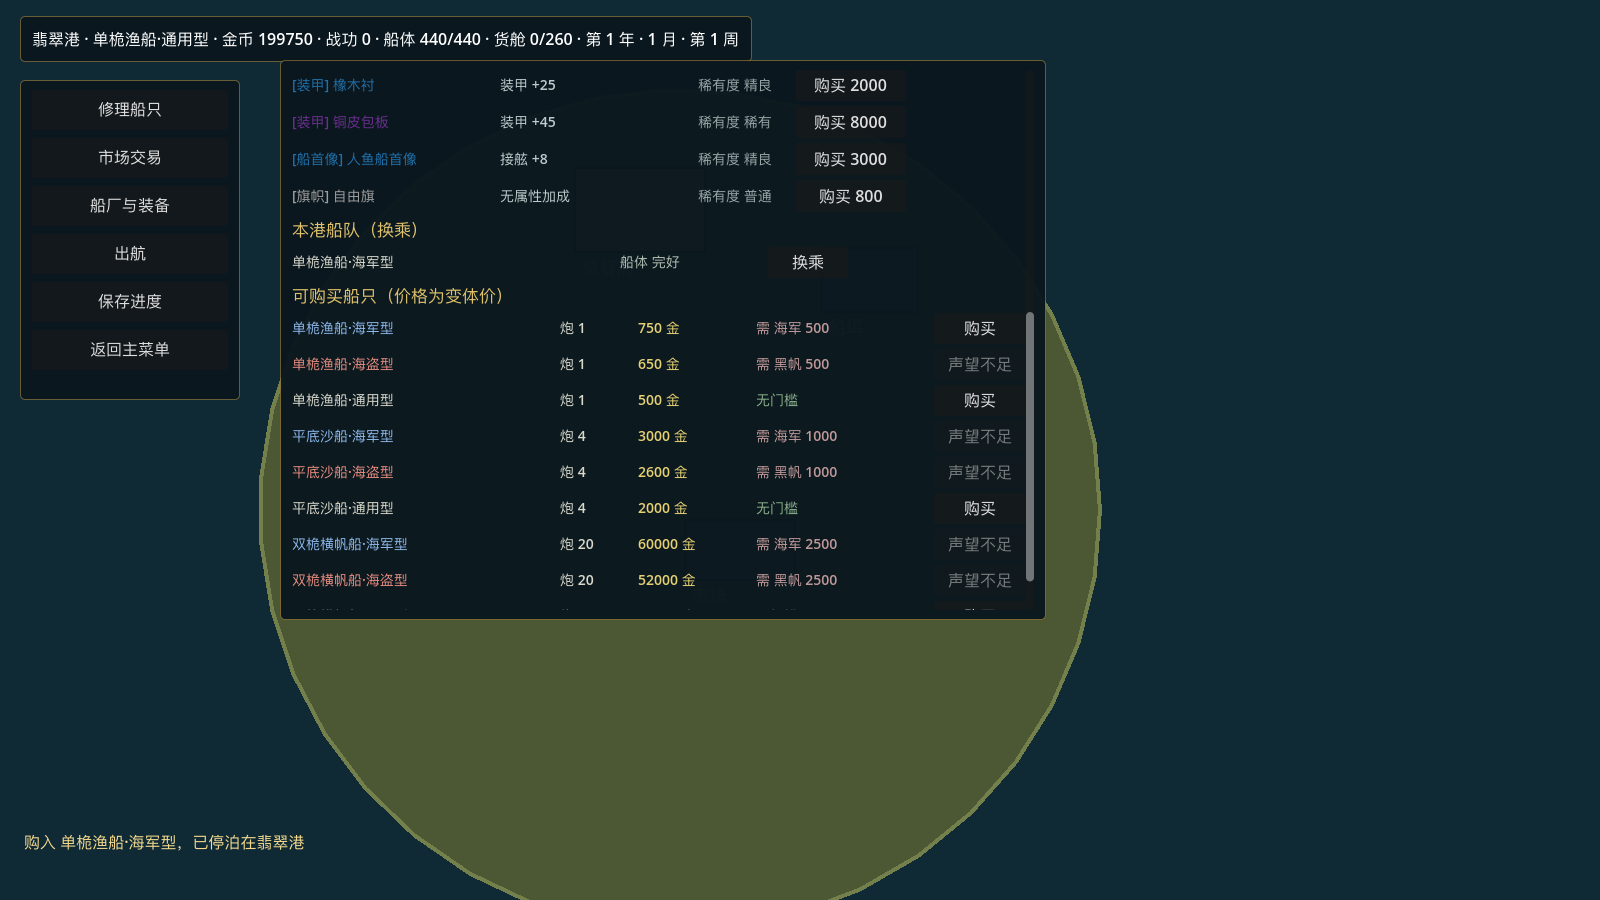 翡翠港 · 单桅渔船·通用型 · 金币 199750 · 战功 0 · 船体 440/440 · 货舱 0/260 · 第 1 年 · 1 月 · 第 1 周
修理船只
市场交易
船厂与装备
出航
保存进度
返回主菜单
[装甲] 橡木衬 装甲 +25 稀有度 精良 购买 2000
[装甲] 铜皮包板 装甲 +45 稀有度 稀有 购买 8000
[船首像] 人鱼船首像 接舷 +8 稀有度 精良 购买 3000
[旗帜] 自由旗 无属性加成 稀有度 普通 购买 800
本港船队（换乘）
单桅渔船·海军型 船体 完好 换乘
可购买船只（价格为变体价）
单桅渔船·海军型 炮 1 750 金 需 海军 500 购买
单桅渔船·海盗型 炮 1 650 金 需 黑帆 500 声望不足
单桅渔船·通用型 炮 1 500 金 无门槛 购买
平底沙船·海军型 炮 4 3000 金 需 海军 1000 声望不足
平底沙船·海盗型 炮 4 2600 金 需 黑帆 1000 声望不足
平底沙船·通用型 炮 4 2000 金 无门槛 购买
双桅横帆船·海军型 炮 20 60000 金 需 海军 2500 声望不足
双桅横帆船·海盗型 炮 20 52000 金 需 黑帆 2500 声望不足
购入 单桅渔船·海军型，已停泊在翡翠港